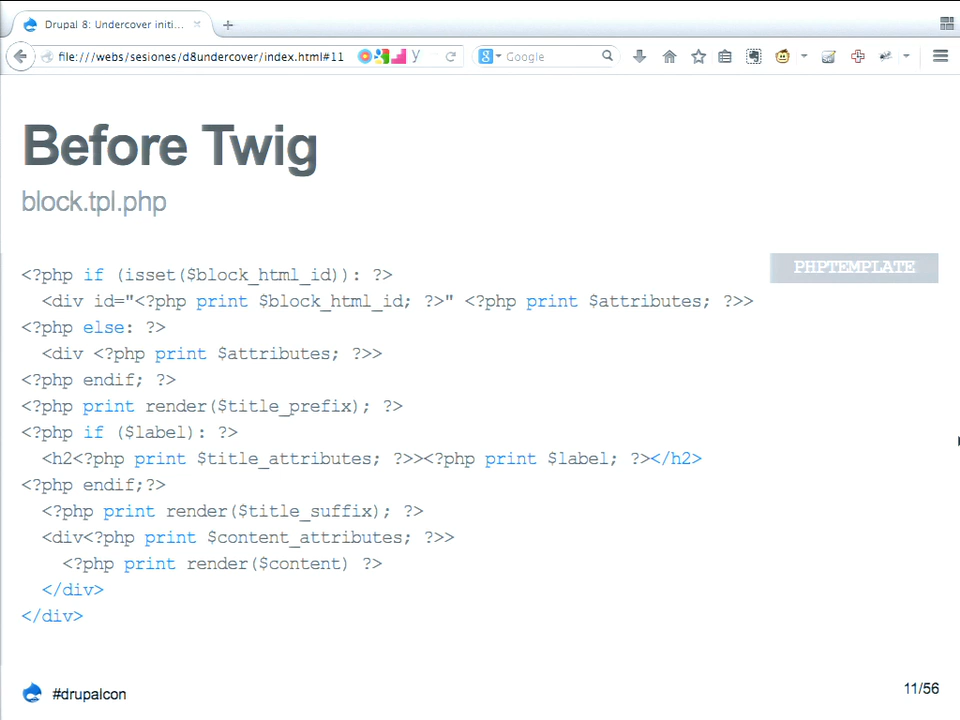 Drupal 8: Undercover initi...
file:///webs/sesiones/d8undercover/index.html#11
Google
Before Twig
block.tpl.php
PHPTEMPLATE
<?php if (isset($block_html_id)): ?>
<div id="<?php print $block_html_id; ?>" <?php print $attributes; ?>>
<?php else: ?>
<div <?php print $attributes; ?>>
<?php endif; ?>
<?php print render($title_prefix); ?>
<?php if ($label): ?>
<h2<?php print $title_attributes; ?>><?php print $label; ?></h2>
<?php endif;?>
<?php print render($title_suffix); ?>
<div<?php print $content_attributes; ?>>
<?php print render($content) ?>
</div>
</div>
#drupalcon
11/56